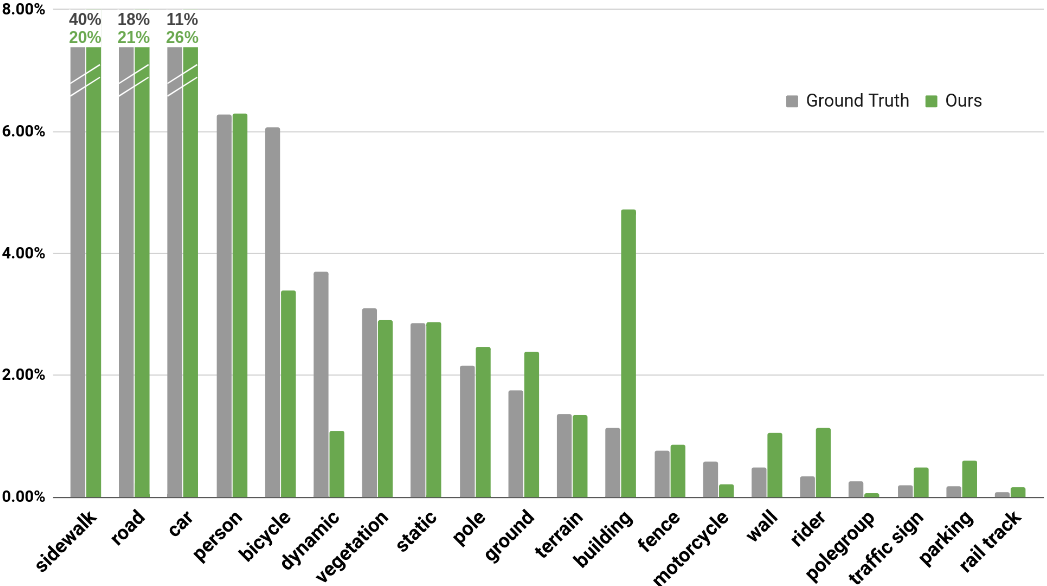 8.00%
40% 18% 11%
20% 21% 26%
Ground Truth Ours
6.00%
4.00%
2.00%
0.00%
sidewalk road car person bicycle dynamic vegetation static pole ground terrain building fence motorcycle wall rider polegroup traffic sign parking rail track